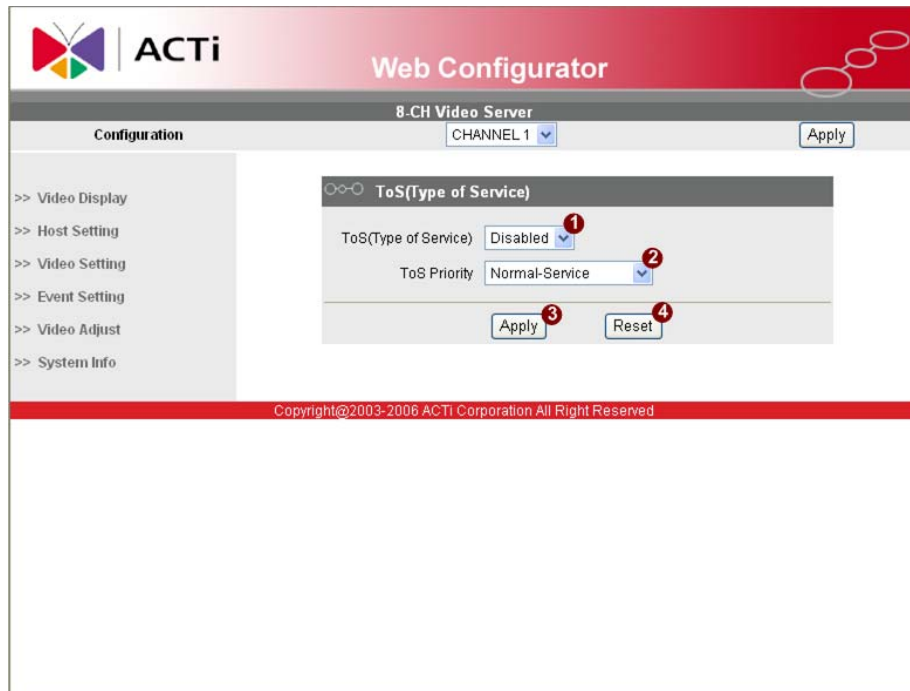 ACTi
Web Configurator
8-CH Video Server
Configuration CHANNEL 1 Apply
>> Video Display
>> Host Setting
>> Video Setting
>> Event Setting
>> Video Adjust
>> System Info
ToS(Type of Service)
ToS(Type of Service) Disabled 1
ToS Priority Normal-Service 2
Apply 3 Reset 4
Copyright@2003-2006 ACTi Corporation All Right Reserved